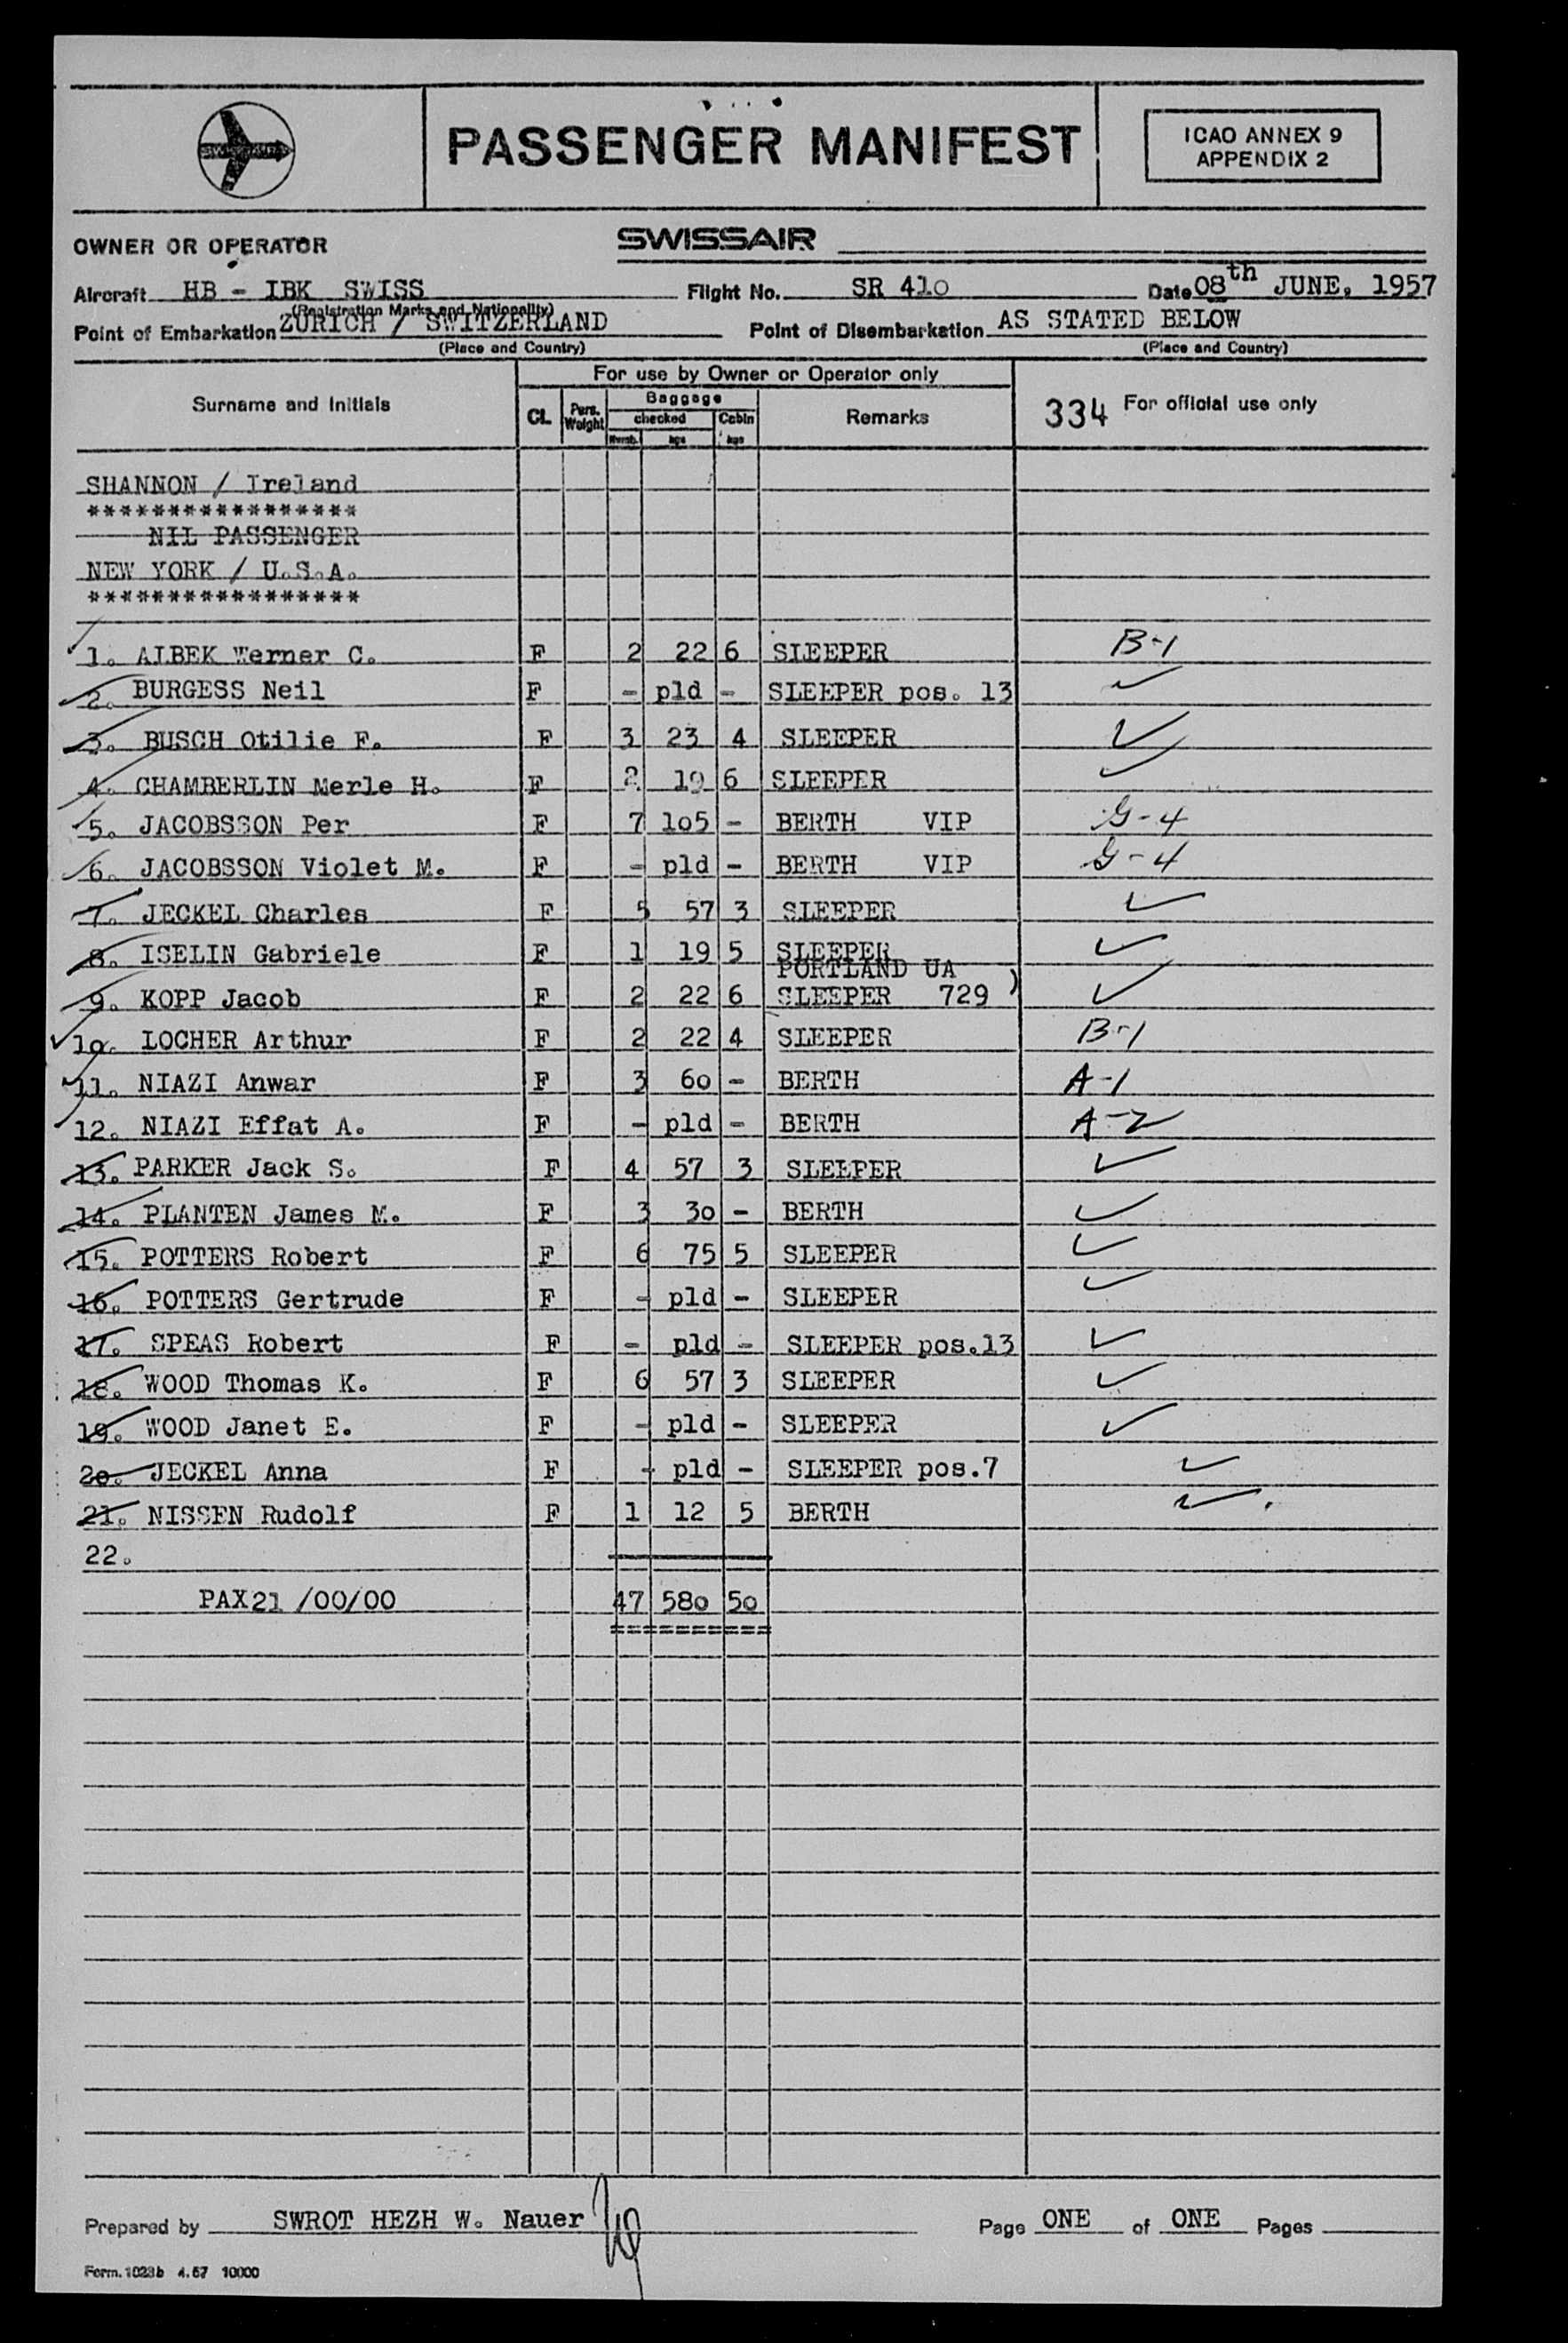 PASSENGER MANIFEST
ICAO ANNEX 9
APPENDIX 2
OWNER OR OPERATOR SWISSAIR
Aircraft HB - IBK SWISS Flight No. SR 410 Date 08th JUNE, 1957
(Registration Marks and Nationality)
Point of Embarkation ZURICH / SWITZERLAND Point of Disembarkation AS STATED BELOW
(Place and Country) (Place and Country)
For use by Owner or Operator only
Surname and Initials CL. Pers. Weight Baggage checked Numb. kgs Cabin kgs Remarks 334 For official use only
SHANNON / Ireland
*****************
NIL PASSENGER
NEW YORK / U.S.A.
*****************
1. ALBEK Werner C. F 2 22 6 SLEEPER B-1
2. BURGESS Neil F - pld - SLEEPER pos. 13 ✓
3. BUSCH Otilie F. F 3 23 4 SLEEPER ✓
4. CHAMBERLIN Merle H. F 2 19 6 SLEEPER ✓
5. JACOBSSON Per F 7 105 - BERTH VIP G-4
6. JACOBSSON Violet M. F - pld - BERTH VIP G-4
7. JECKEL Charles F 5 57 3 SLEEPER ✓
8. ISELIN Gabriele F 1 19 5 SLEEPER ✓
PORTLAND UA )
9. KOPP Jacob F 2 22 6 SLEEPER 729 ✓
10. LOCHER Arthur F 2 22 4 SLEEPER B-1
11. NIAZI Anwar F 3 60 - BERTH A-1
12. NIAZI Effat A. F - pld - BERTH A-2
13. PARKER Jack S. F 4 57 3 SLEEPER ✓
14. PLANTEN James M. F 3 30 - BERTH ✓
15. POTTERS Robert F 6 75 5 SLEEPER ✓
16. POTTERS Gertrude F - pld - SLEEPER ✓
17. SPEAS Robert F - pld - SLEEPER pos.13 ✓
18. WOOD Thomas K. F 6 57 3 SLEEPER ✓
19. WOOD Janet E. F - pld - SLEEPER ✓
20. JECKEL Anna F - pld - SLEEPER pos.7 ✓
21. NISSEN Rudolf F 1 12 5 BERTH ✓
22.
PAX21 /00/00 47 580 50
==========
Prepared by SWROT HEZH W. Nauer Page ONE of ONE Pages
Form. 1023b 4.57 10000